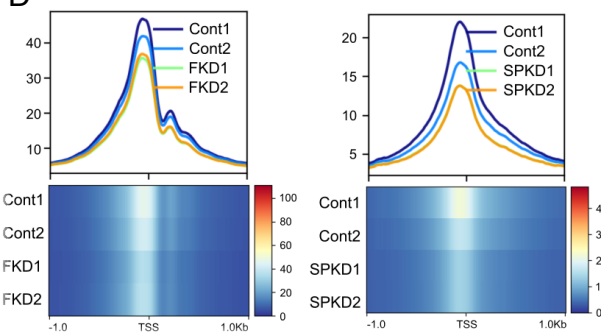 Cont1
Cont2
FKD1
FKD2
40
30
20
10
Cont1
Cont2
SPKD1
SPKD2
20
15
10
5
Cont1
Cont2
FKD1
FKD2
100
80
60
40
20
0
-1.0 TSS 1.0Kb
Cont1
Cont2
SPKD1
SPKD2
4
3
2
1
0
-1.0 TSS 1.0Kb